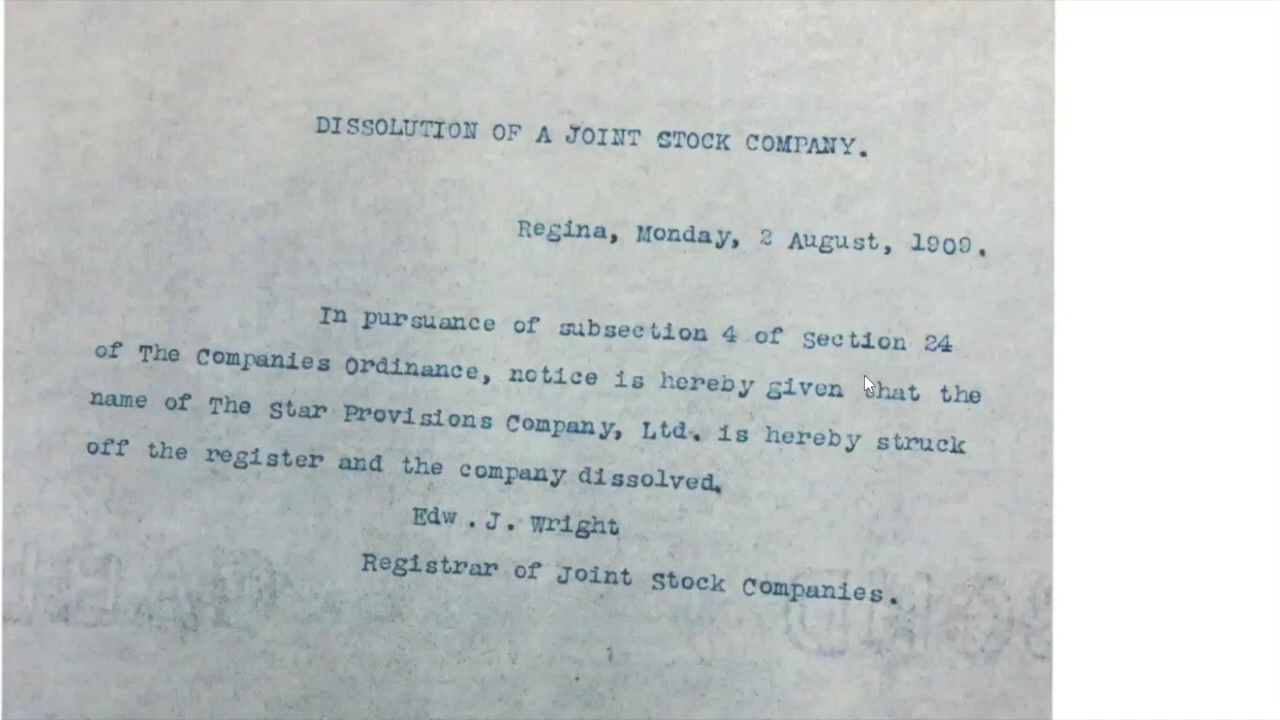 DISSOLUTION OF A JOINT STOCK COMPANY.
Regina, Monday, 2 August, 1909.
In pursuance of subsection 4 of Section 24
of The Companies Ordinance, notice is hereby given that the
name of The Star Provisions Company, Ltd. is hereby struck
off the register and the company dissolved.
Edw . J. Wright
Registrar of Joint Stock Companies.